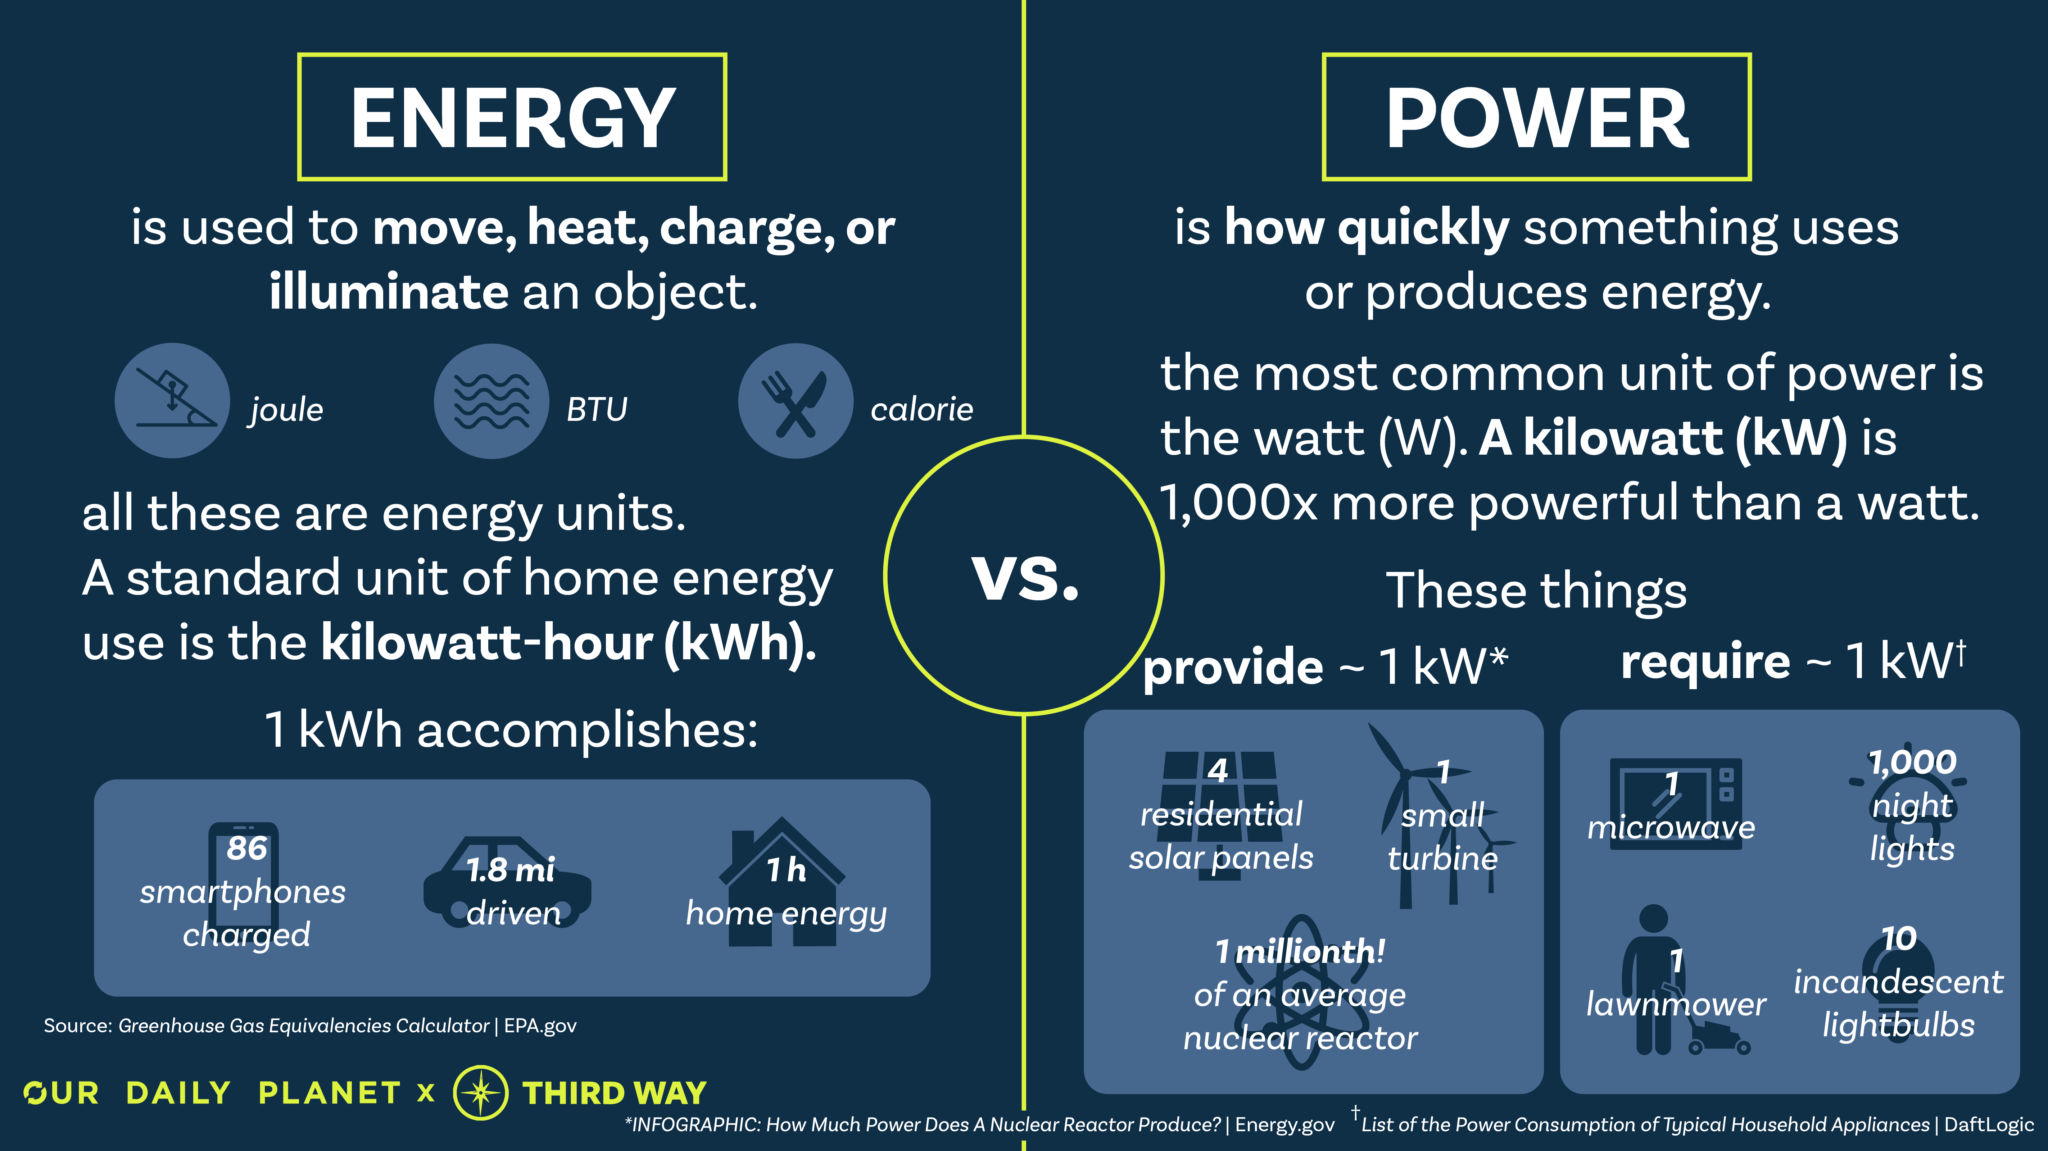 ENERGY
is used to move, heat, charge, or
illuminate an object.
joule
BTU
calorie
all these are energy units.
A standard unit of home energy
use is the kilowatt-hour (kWh).
1 kWh accomplishes:
86
smartphones
charged
1.8 mi
driven
1 h
home energy
Source: Greenhouse Gas Equivalencies Calculator | EPA.gov
OUR DAILY PLANET x THIRD WAY
vs.
POWER
is how quickly something uses
or produces energy.
the most common unit of power is
the watt (W). A kilowatt (kW) is
1,000x more powerful than a watt.
These things
provide ~ 1 kW*
4
residential
solar panels
1
small
turbine
1 millionth!
of an average
nuclear reactor
require ~ 1 kW†
1
microwave
1,000
night
lights
1
lawnmower
10
incandescent
lightbulbs
*INFOGRAPHIC: How Much Power Does A Nuclear Reactor Produce? | Energy.gov
†List of the Power Consumption of Typical Household Appliances | DaftLogic